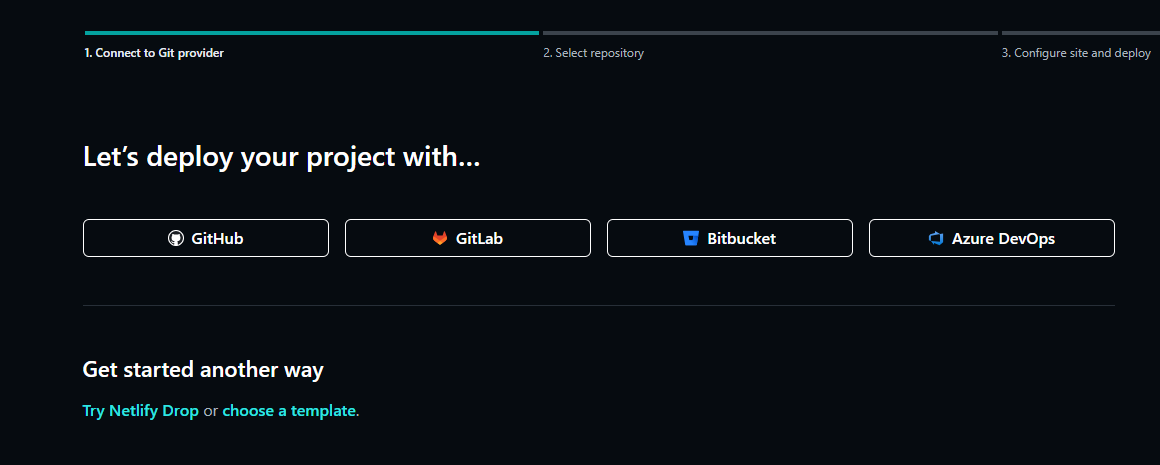 1. Connect to Git provider
2. Select repository
3. Configure site and deploy
Let’s deploy your project with…
GitHub
GitLab
Bitbucket
Azure DevOps
Get started another way
Try Netlify Drop or choose a template.